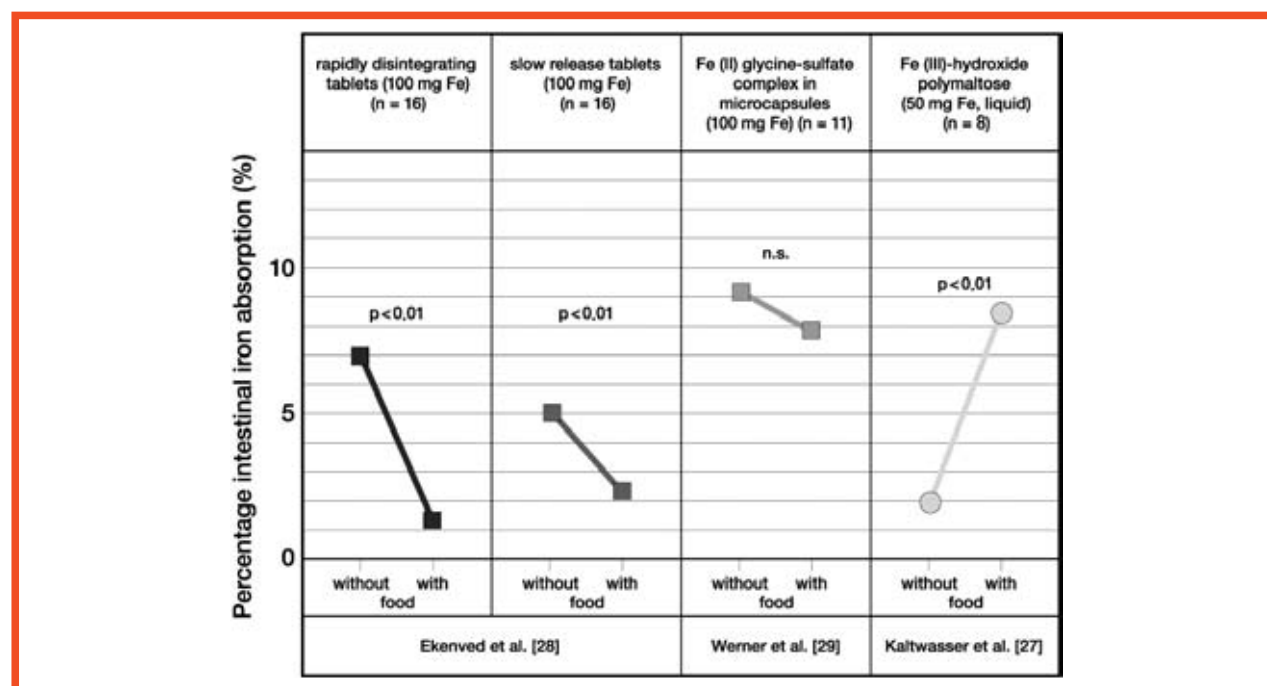 rapidly disintegrating
tablets (100 mg Fe)
(n = 16)
slow release tablets
(100 mg Fe)
(n = 16)
Fe (II) glycine-sulfate
complex in
microcapsules
(100 mg Fe) (n = 11)
Fe (III)-hydroxide
polymaltose
(50 mg Fe, liquid)
(n = 8)
Percentage intestinal iron absorption (%)
10
5
0
p<0.01
p<0.01
n.s.
p<0.01
without with
food
without with
food
without with
food
without with
food
Ekenved et al. [28]
Werner et al. [29]
Kaltwasser et al. [27]